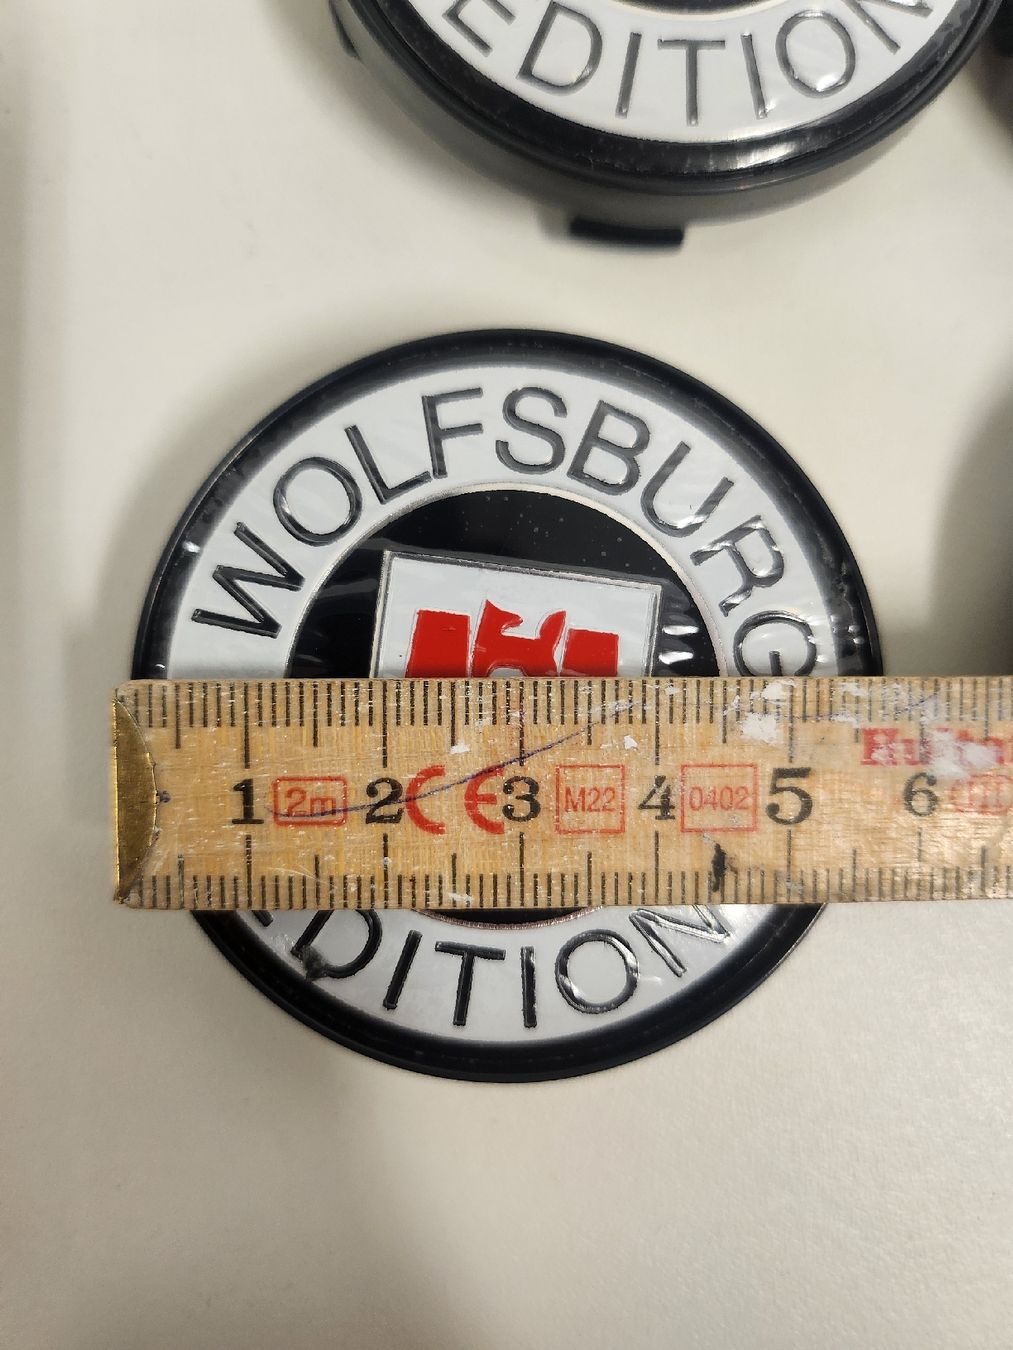 EDITION
WOLFSBURG
1 2m 2 CE 3 M22 4 0402 5 6
EDITION